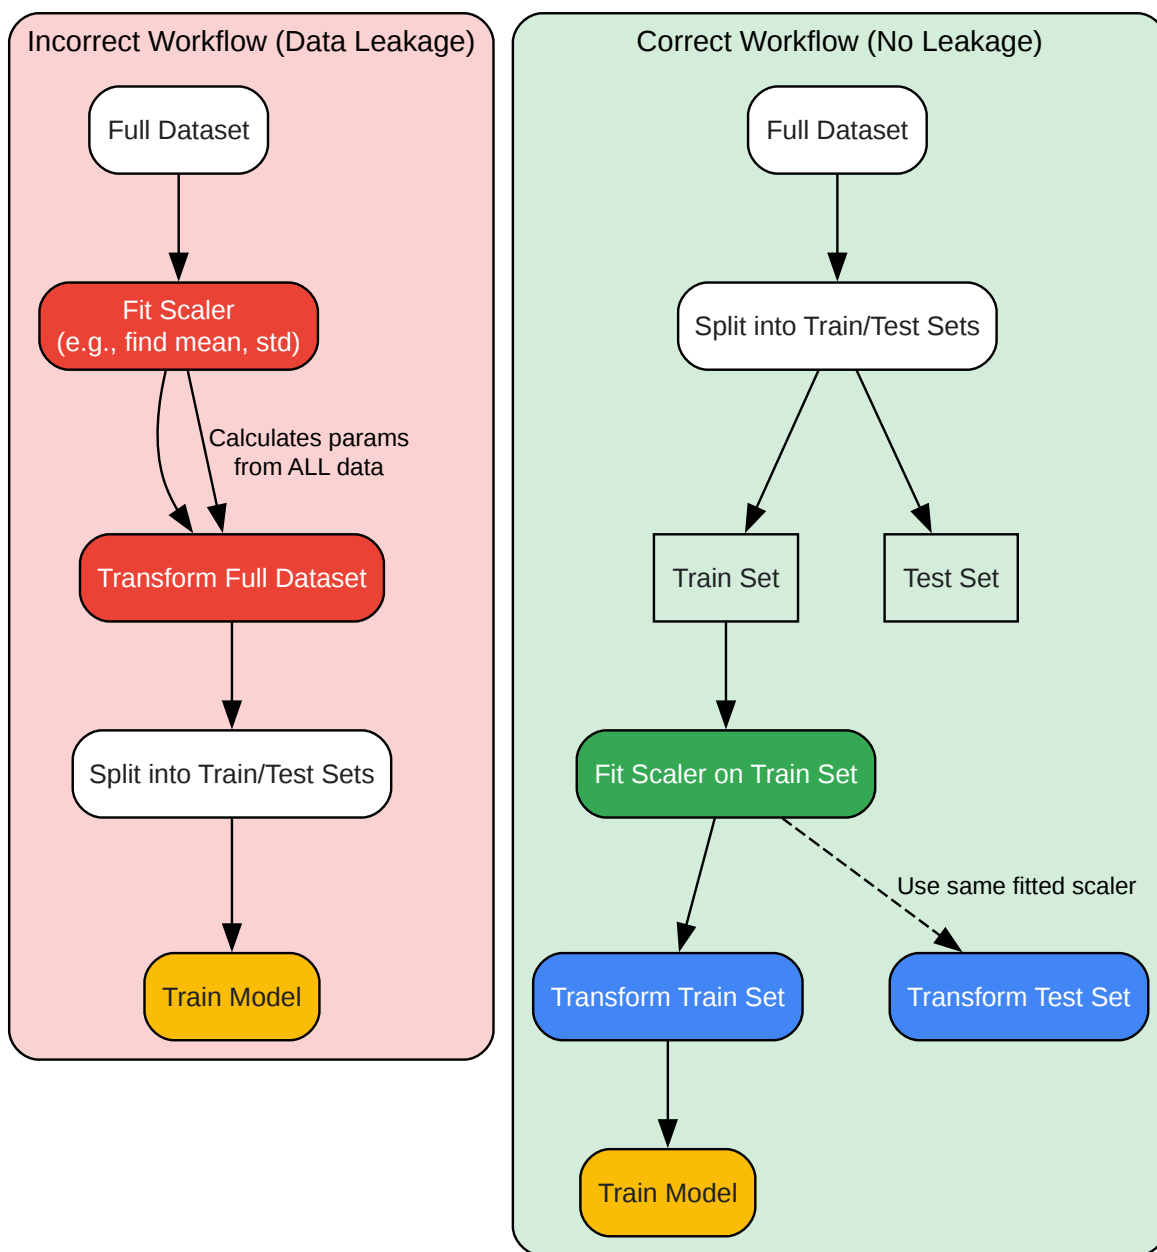 Incorrect Workflow (Data Leakage)
Full Dataset
Fit Scaler
(e.g., find mean, std)
Calculates params
from ALL data
Transform Full Dataset
Split into Train/Test Sets
Train Model
Correct Workflow (No Leakage)
Full Dataset
Split into Train/Test Sets
Train Set
Test Set
Fit Scaler on Train Set
Use same fitted scaler
Transform Train Set
Transform Test Set
Train Model